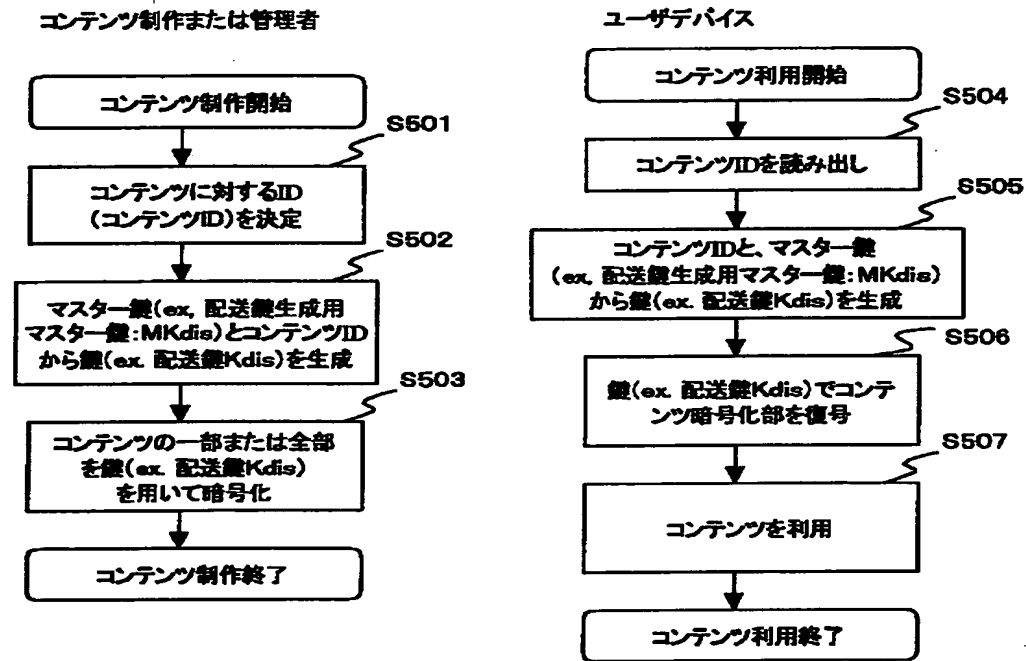 コンテンツ制作または管理者
コンテンツ制作開始
S501
コンテンツに対するID
(コンテンツID)を決定
S502
マスター鍵(ex, 配送鍵生成用
マスター鍵:MKdis)とコンテンツID
から鍵(ex. 配送鍵Kdis)を生成
S503
コンテンツの一部または全部
を鍵(ex. 配送鍵Kdis)
を用いて暗号化
コンテンツ制作終了
ユーザデバイス
コンテンツ利用開始
S504
コンテンツIDを読み出し
S505
コンテンツIDと、マスター鍵
(ex, 配送鍵生成用マスター鍵:MKdis)
から鍵(ex. 配送鍵Kdis)を生成
S506
鍵(ex. 配送鍵Kdis)でコンテ
ンツ暗号化部を復号
S507
コンテンツを利用
コンテンツ利用終了